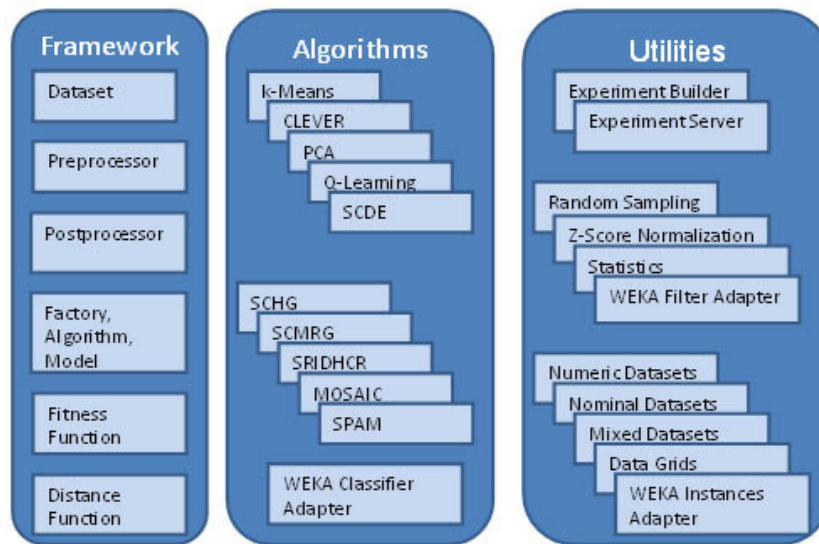 Framework
Dataset
Preprocessor
Postprocessor
Factory,
Algorithm,
Model
Fitness
Function
Distance
Function
Algorithms
k-Means
CLEVER
PCA
Q-Learning
SCDE
SCHG
SCMRG
SRIDHCR
MOSAIC
SPAM
WEKA Classifier
Adapter
Utilities
Experiment Builder
Experiment Server
Random Sampling
Z-Score Normalization
Statistics
WEKA Filter Adapter
Numeric Datasets
Nominal Datasets
Mixed Datasets
Data Grids
WEKA Instances
Adapter